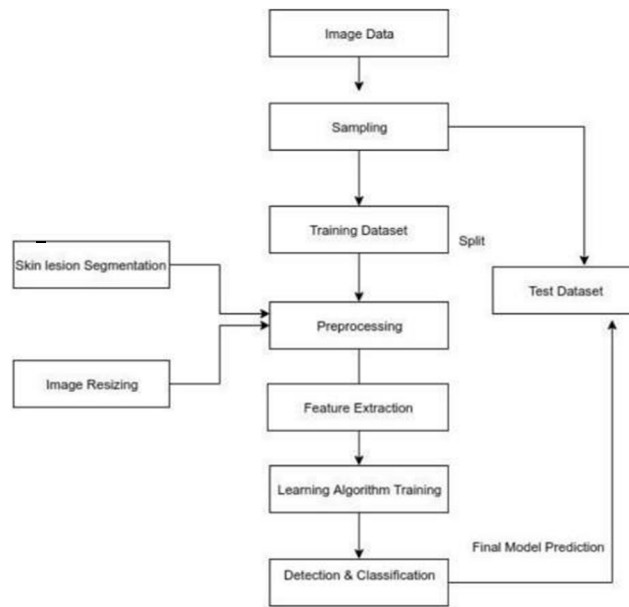 Image Data
Sampling
Training Dataset
Split
Skin lesion Segmentation
Test Dataset
Preprocessing
Image Resizing
Feature Extraction
Learning Algorithm Training
Final Model Prediction
Detection & Classification